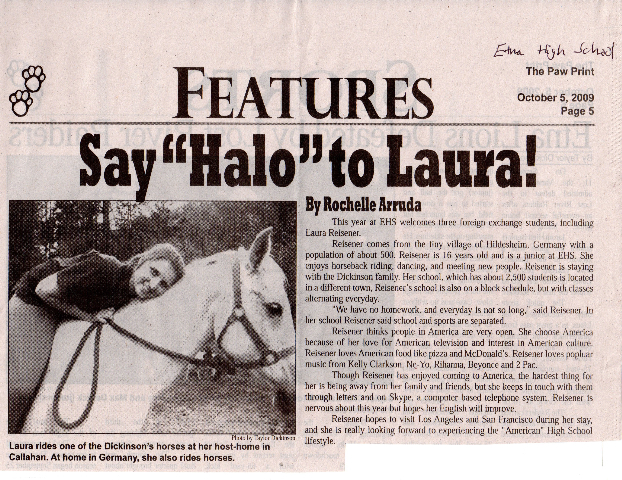 Etna High School
The Paw Print
FEATURES
October 5, 2009
Page 5
Say "Halo" to Laura!
By Rochelle Arruda
This year at EHS welcomes three foreign exchange students, including
Laura Reisener.
Reisener comes from the tiny village of Hildesheim, Germany with a
population of about 500. Reisener is 16 years old and is a junior at EHS. She
enjoys horseback riding, dancing, and meeting new people. Reisener is staying
with the Dickinson family. Her school, which has about 2,500 students is located
in a different town, Reisener's school is also on a block schedule, but with classes
alternating everyday.
"We have no homework, and everyday is not so long," said Reisener. In
her school Reisener said school and sports are separated.
Reisener thinks people in America are very open. She choose America
because of her love for American television and interest in American culture.
Reisener loves American food like pizza and McDonald's. Reisener loves popluar
music from Kelly Clarkson, Ne-Yo, Rihanna, Beyonce and 2 Pac.
Though Reisener has enjoyed coming to America, the hardest thing for
her is being away from her family and friends, but she keeps in touch with them
through letters and on Skype, a computer based telephone system. Reisener is
nervous about this year but hopes her English will improve.
Reisener hopes to visit Los Angeles and San Francisco during her stay,
and she is really looking forward to experiencing the "American" High School
lifestyle.
Photo by Taylor Dickinson
Laura rides one of the Dickinson's horses at her host-home in
Callahan. At home in Germany, she also rides horses.